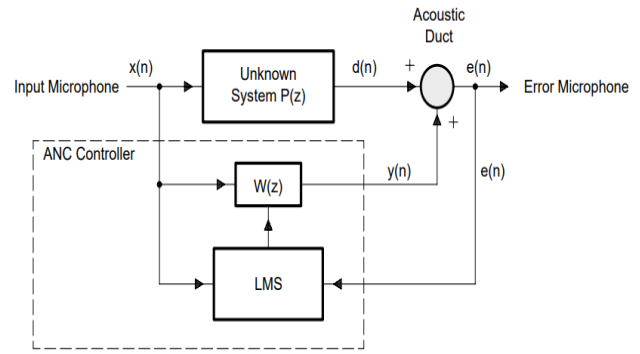 Acoustic
Duct
x(n)
d(n)
+
e(n)
Input Microphone
Unknown
System P(z)
Error Microphone
+
ANC Controller
W(z)
y(n)
e(n)
LMS